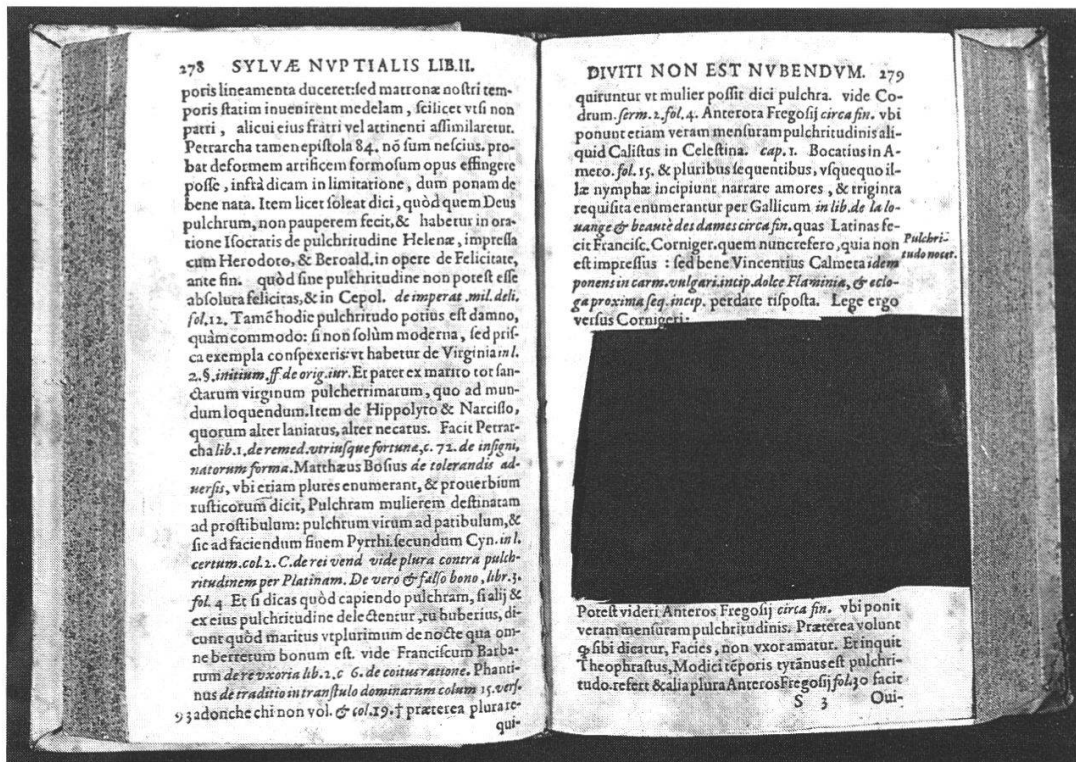 278 SYLVÆ NVPTIALIS LIB.II.
poris lineamenta duceret:sed matronæ nostri tem-
poris statim inuenirent medelam, scilicet vt si non
patri, alicui eius fratri vel attinenti assimilaretur.
Petrarcha tamen epistola 84. nō sum nescius. pro-
bat deformem artificem formosum opus effingere
posse, infrà dicam in limitatione, dum ponam de
bene nata. Item licet soleat dici, quòd quem Deus
pulchrum, non pauperem fecit,& habetur in ora-
tione Isocratis de pulchritudine Helenæ, impressa
cum Herodoto, & Beroald. in opere de Felicitate,
ante fin. quòd sine pulchritudine non potest esse
absoluta felicitas,& in Cepol. de imperat. mil. deli.
fol.12. Tamē hodie pulchritudo potius est damno,
quàm commodo: si non solùm moderna, sed pris-
ca exempla conspexeris:vt habetur de Virginia in l.
2.§.initium.ff.de orig.iur. Et pater ex marito tot san-
ctarum virginum pulcherrimarum, quo ad mun-
dum loquendum. Item de Hippolyto & Narcisso,
quorum alter laniatus, alter necatus. Facit Petrar-
cha lib.1.de remed.vtriusque fortunæ,c. 72. de insigni,
natorum forma. Matthæus Bosius de tolerandis ad-
uersis, vbi etiam plures enumerant, & prouerbium
rusticorum dicit, Pulchram mulierem destinatam
ad prostibulum: pulchrum virum ad patibulum,&
sic ad faciendum finem Pyrrhi. secundum Cyn. in l.
certum.col.2. C.de rei vend vide plura contra pulch-
ritudinem per Platinam. De vero & falso bono, libr.3.
fol. 4 Et si dicas quòd capiendo pulchram, si alij &
ex eius pulchritudine delectentur, tu huberius, di-
cunt quòd maritus vtplurimum de nocte qua om-
ne berretum bonum est. vide Franciscum Barba-
rum de re vxoria lib.2.c 6. de coitus ratione. Phanti-
nus de traditio in transtulo dominarum colum 15. vers.
93 adonche chi non vol. & col.19.† præterea plura re-
qui-
DIVITI NON EST NVBENDVM. 279
quiruntur vt mulier possit dici pulchra. vide Co-
drum. serm.2.fol.4. Anterota Fregosij circa fin. vbi
ponunt etiam veram mensuram pulchritudinis ali-
quid Calistus in Celestina. cap.1. Bocatius in A-
meto. fol. 15. & pluribus sequentibus, vsquequo il-
læ nymphæ incipiunt narrare amores, & triginta
requisita enumerantur per Gallicum in lib. de la lo-
uange & beautè des dames circa fin. quas Latinas fe-
cit Francisc. Corniger. quem nunc refero, quia non
est impressus : sed bene Vincentius Calmeta idem
ponens in carm. vulgari.incip.dolce Flaminia, & eclo-
ga proxima seq. incip. perdare risposta. Lege ergo
versus Cornigeri:
Pulchri-
tudo nocet.
Potest videri Anteros Fregosij circa fin. vbi ponit
veram mensuram pulchritudinis. Præterea volunt
ꝙ sibi dicatur, Facies, non vxor amatur. Et inquit
Theophrastus, Modici tēporis tyrānus est pulchri-
tudo. refert & alia plura Anteros Fregosij fol.30 facit
S 3 Oui-